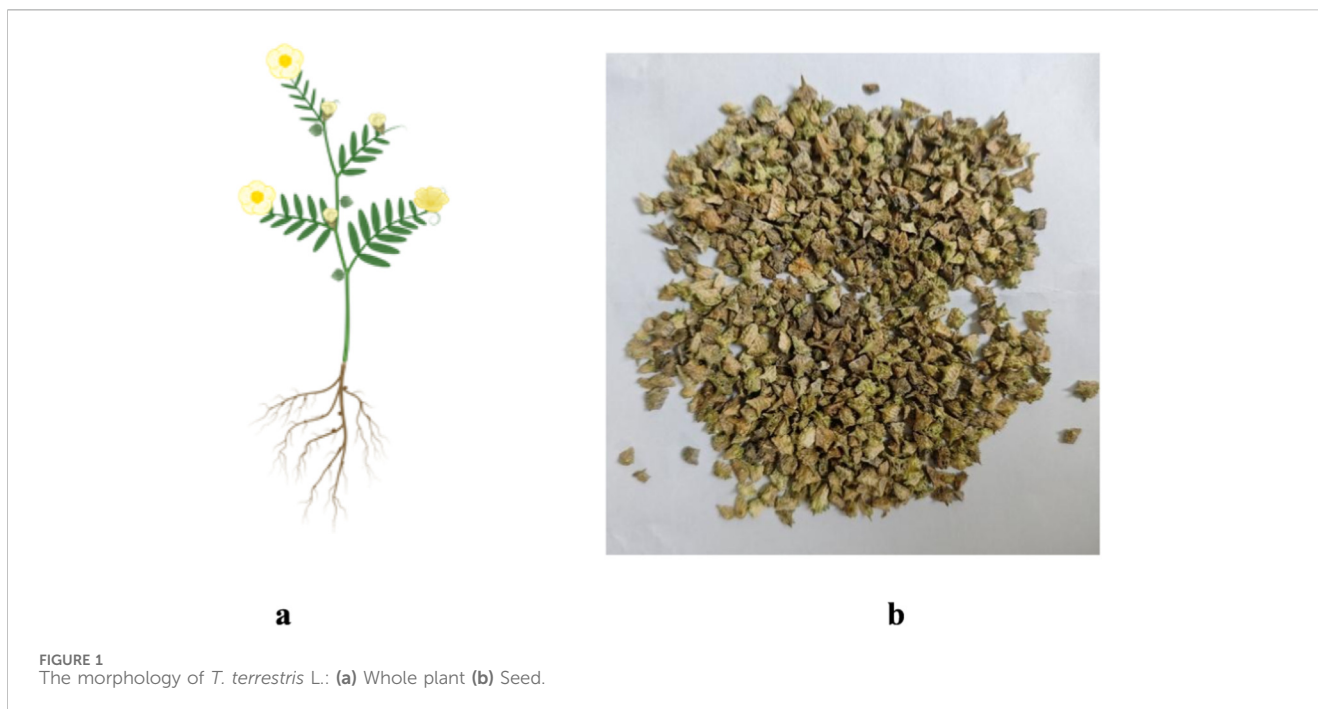 a
b
FIGURE 1
The morphology of T. terrestris L.: (a) Whole plant (b) Seed.